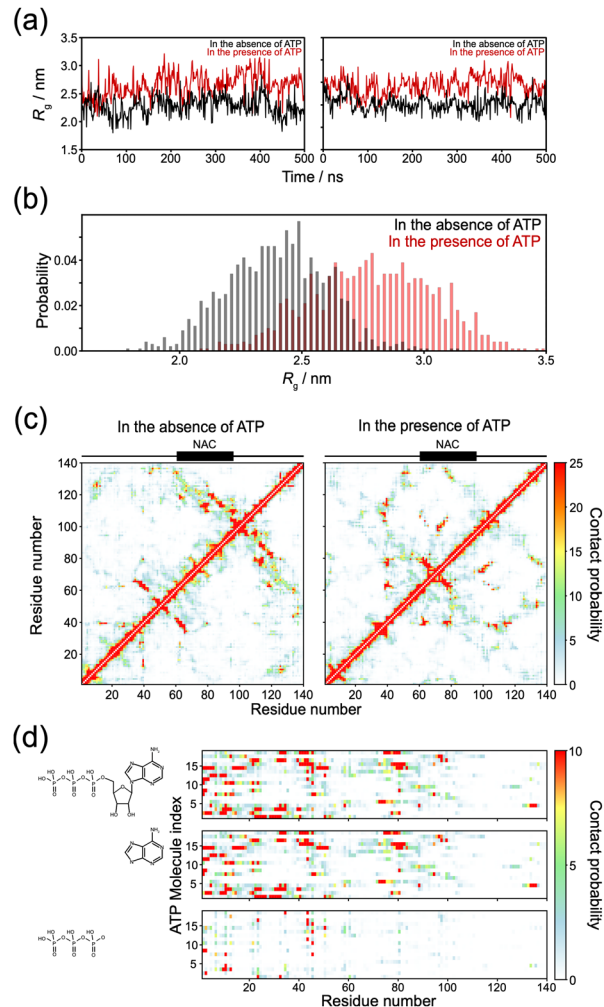 (a)
3.5
3.0
2.5
2.0
1.5
Rg / nm
In the absence of ATP
In the presence of ATP
0 100 200 300 400 500
In the absence of ATP
In the presence of ATP
0 100 200 300 400 500
Time / ns
(b)
In the absence of ATP
In the presence of ATP
Probability
0.04
0.02
0.00
2.0 2.5 3.0 3.5
Rg / nm
(c)
In the absence of ATP
In the presence of ATP
NAC
NAC
Residue number
140
120
100
80
60
40
20
20 40 60 80 100 120 140
20 40 60 80 100 120 140
Residue number
25
20
15
10
5
0
Contact probability
(d)
ATP Molecule index
15
10
5
15
10
5
15
10
5
0 20 40 60 80 100 120 140
Residue number
10
5
0
Contact probability